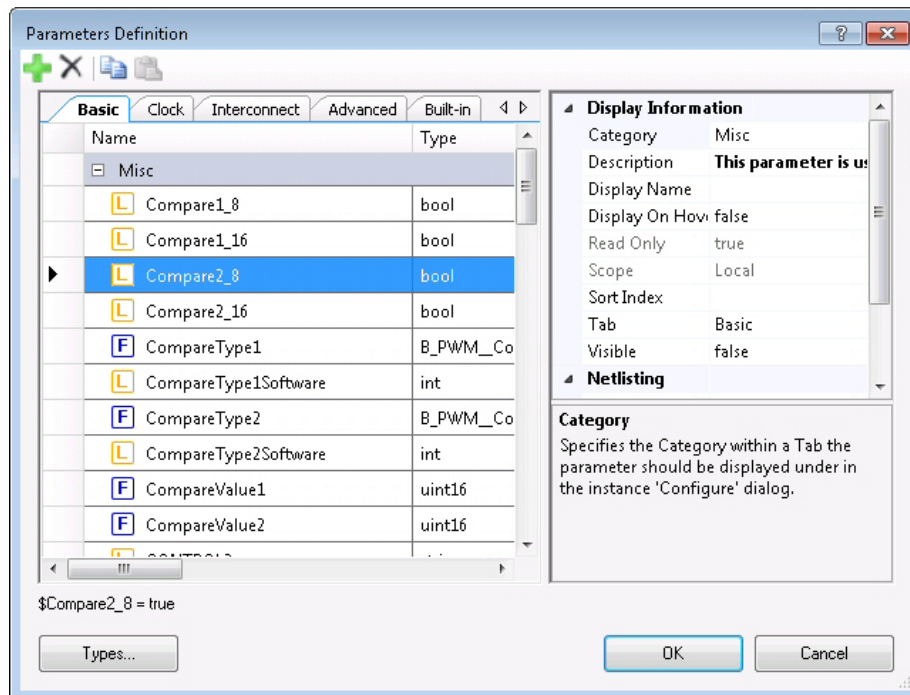 Parameters Definition
Basic Clock Interconnect Advanced Built-in
Name Type
Misc
L Compare1_8 bool
L Compare1_16 bool
L Compare2_8 bool
L Compare2_16 bool
F CompareType1 B_PWM__Co
L CompareType1Software int
F CompareType2 B_PWM__Co
L CompareType2Software int
F CompareValue1 uint16
F CompareValue2 uint16
Display Information
Category Misc
Description This parameter is us
Display Name
Display On Hov false
Read Only true
Scope Local
Sort Index
Tab Basic
Visible false
Netlisting
Category
Specifies the Category within a Tab the
parameter should be displayed under in
the instance 'Configure' dialog.
$Compare2_8 = true
Types...
OK
Cancel